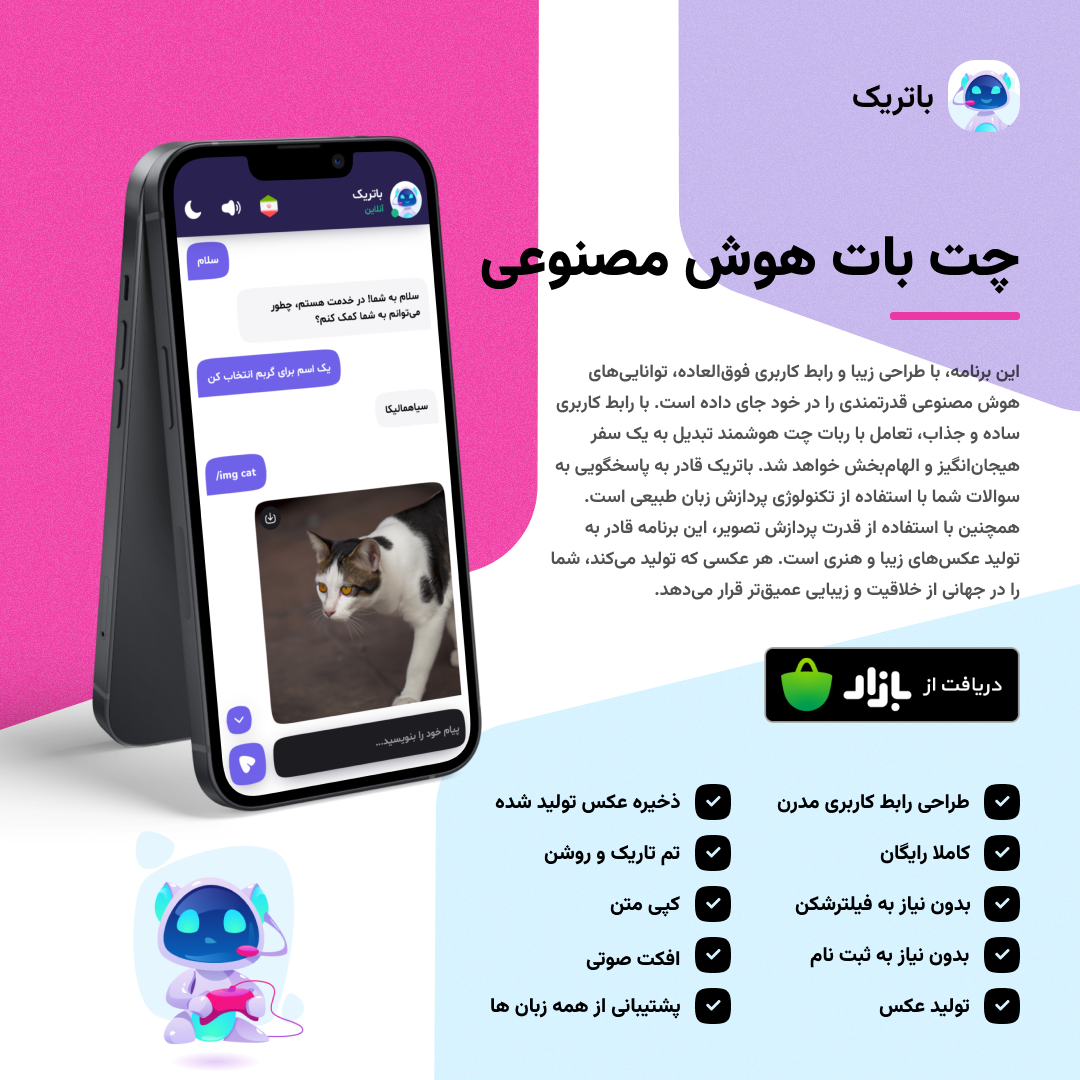 باتریک
چت بات هوش مصنوعی
این برنامه، با طراحی زیبا و رابط کاربری فوق‌العاده، توانایی‌های
هوش مصنوعی قدرتمندی را در خود جای داده است. با رابط کاربری
ساده و جذاب، تعامل با ربات چت هوشمند تبدیل به یک سفر
هیجان‌انگیز و الهام‌بخش خواهد شد. باتریک قادر به پاسخگویی به
سوالات شما با استفاده از تکنولوژی پردازش زبان طبیعی است.
همچنین با استفاده از قدرت پردازش تصویر، این برنامه قادر به
تولید عکس‌های زیبا و هنری است. هر عکسی که تولید می‌کند، شما
را در جهانی از خلاقیت و زیبایی عمیق‌تر قرار می‌دهد.
دریافت از بازار
طراحی رابط کاربری مدرن
کاملا رایگان
بدون نیاز به فیلترشکن
بدون نیاز به ثبت نام
تولید عکس
ذخیره عکس تولید شده
تم تاریک و روشن
کپی متن
افکت صوتی
پشتیبانی از همه زبان ها
باتریک
آنلاین
سلام
سلام به شما! در خدمت هستم، چطور
می‌توانم به شما کمک کنم؟
یک اسم برای گربم انتخاب کن
سیاهمالیکا
/img cat
پیام خود را بنویسید...